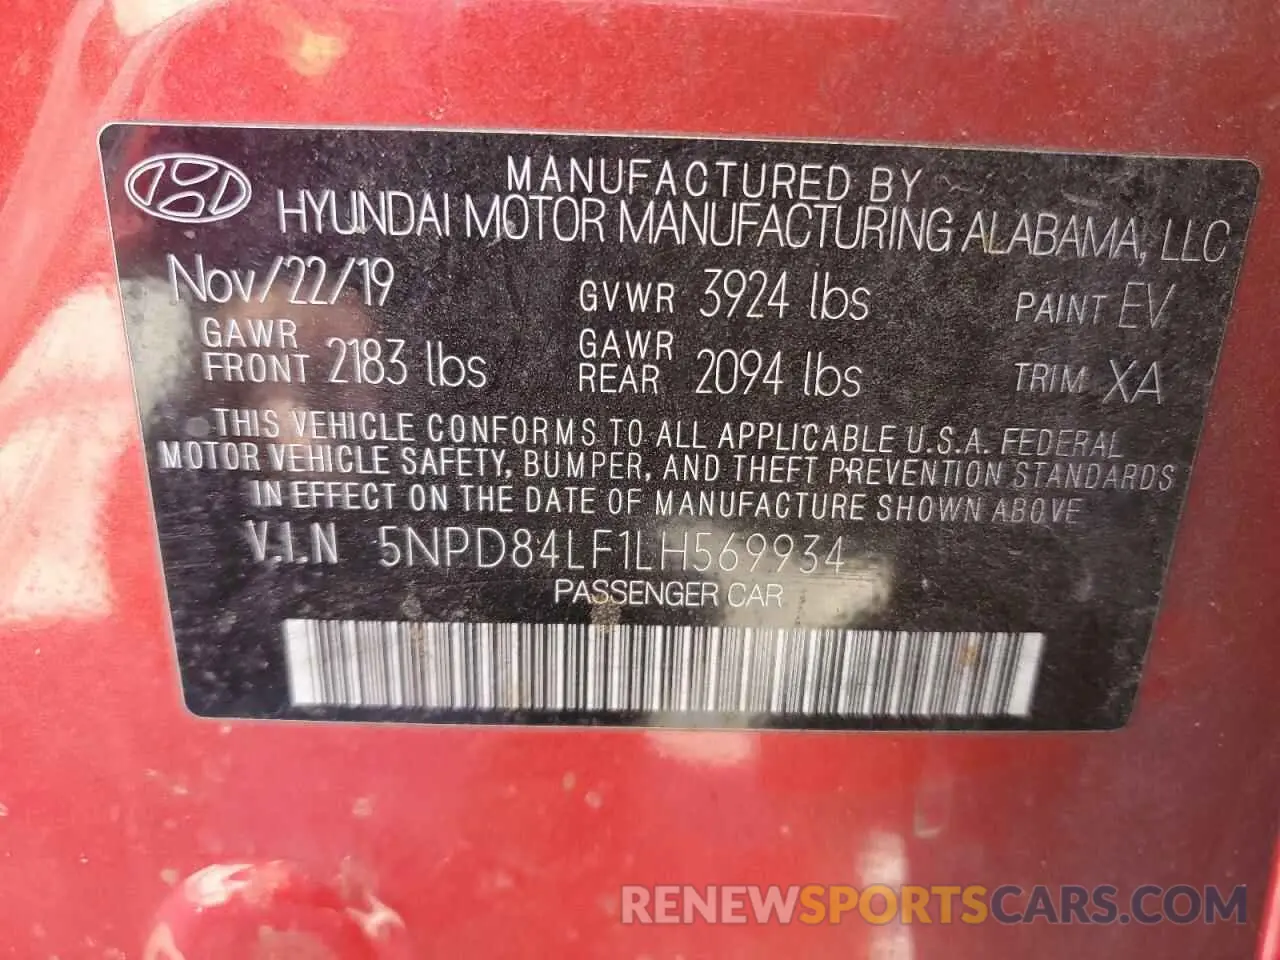 MANUFACTURED BY
HYUNDAI MOTOR MANUFACTURING ALABAMA, LLC
Nov/22/19 GVWR 3924 lbs PAINT EV
GAWR FRONT 2183 lbs GAWR REAR 2094 lbs TRIM XA
THIS VEHICLE CONFORMS TO ALL APPLICABLE U.S.A. FEDERAL
MOTOR VEHICLE SAFETY, BUMPER, AND THEFT PREVENTION STANDARDS
IN EFFECT ON THE DATE OF MANUFACTURE SHOWN ABOVE
V.I.N 5NPD84LF1LH569934
PASSENGER CAR
RENEWSPORTSCARS.COM